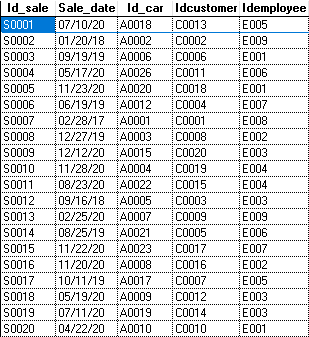 Id_sale Sale_date Id_car Idcustomer Idemployee
S0001 07/10/20 A0018 C0013 E005
S0002 01/20/18 A0002 C0002 E009
S0003 09/19/19 A0006 C0006 E001
S0004 05/17/20 A0026 C0011 E006
S0005 11/23/20 A0020 C0018 E001
S0006 06/19/19 A0012 C0004 E007
S0007 02/28/17 A0001 C0001 E008
S0008 12/27/19 A0003 C0008 E002
S0009 12/12/20 A0015 C0020 E003
S0010 11/28/20 A0004 C0019 E004
S0011 08/23/20 A0022 C0015 E004
S0012 09/16/18 A0005 C0003 E003
S0013 02/25/20 A0007 C0009 E009
S0014 08/25/19 A0021 C0005 E006
S0015 11/22/20 A0023 C0017 E007
S0016 11/20/20 A0008 C0016 E002
S0017 10/11/19 A0017 C0007 E005
S0018 05/19/20 A0009 C0012 E003
S0019 07/11/20 A0019 C0014 E003
S0020 04/22/20 A0010 C0010 E001